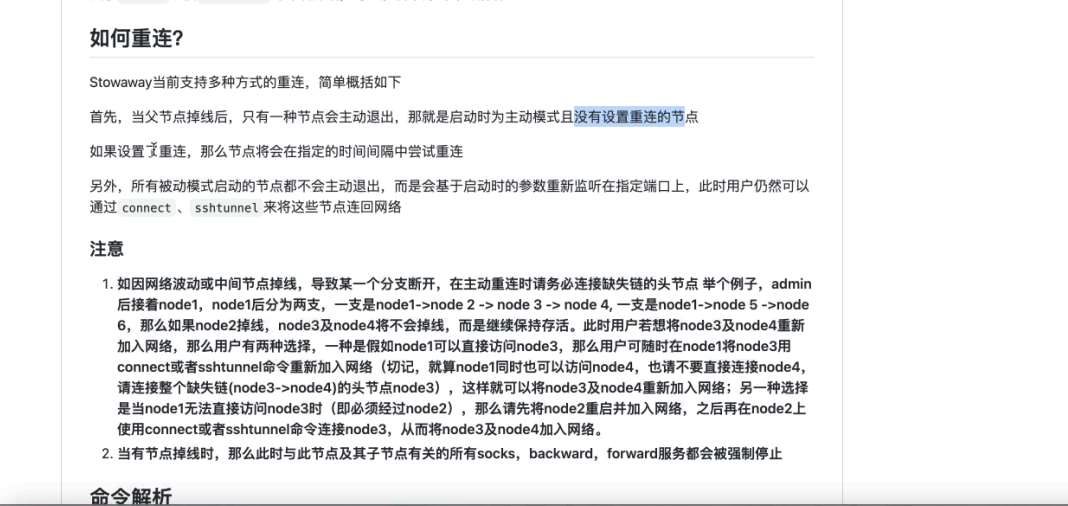 如何重连?
Stowaway当前支持多种方式的重连，简单概括如下
首先，当父节点掉线后，只有一种节点会主动退出，那就是启动时为主动模式且没有设置重连的节点
如果设置了重连，那么节点将会在指定的时间间隔中尝试重连
另外，所有被动模式启动的节点都不会主动退出，而是会基于启动时的参数重新监听在指定端口上，此时用户仍然可以
通过 connect 、 sshtunnel 来将这些节点连回网络
注意
1. 如因网络波动或中间节点掉线，导致某一个分支断开，在主动重连时请务必连接缺失链的头节点 举个例子，admin
后接着node1，node1后分为两支，一支是node1->node 2 -> node 3 -> node 4, 一支是node1->node 5 ->node
6，那么如果node2掉线，node3及node4将不会掉线，而是继续保持存活。此时用户若想将node3及node4重新
加入网络，那么用户有两种选择，一种是假如node1可以直接访问node3，那么用户可随时在node1将node3用
connect或者sshtunnel命令重新加入网络（切记，就算node1同时也可以访问node4，也请不要直接连接node4，
请连接整个缺失链(node3->node4)的头节点node3），这样就可以将node3及node4重新加入网络；另一种选择
是当node1无法直接访问node3时（即必须经过node2），那么请先将node2重启并加入网络，之后再在node2上
使用connect或者sshtunnel命令连接node3，从而将node3及node4加入网络。
2. 当有节点掉线时，那么此时与此节点及其子节点有关的所有socks，backward，forward服务都会被强制停止
命令解析